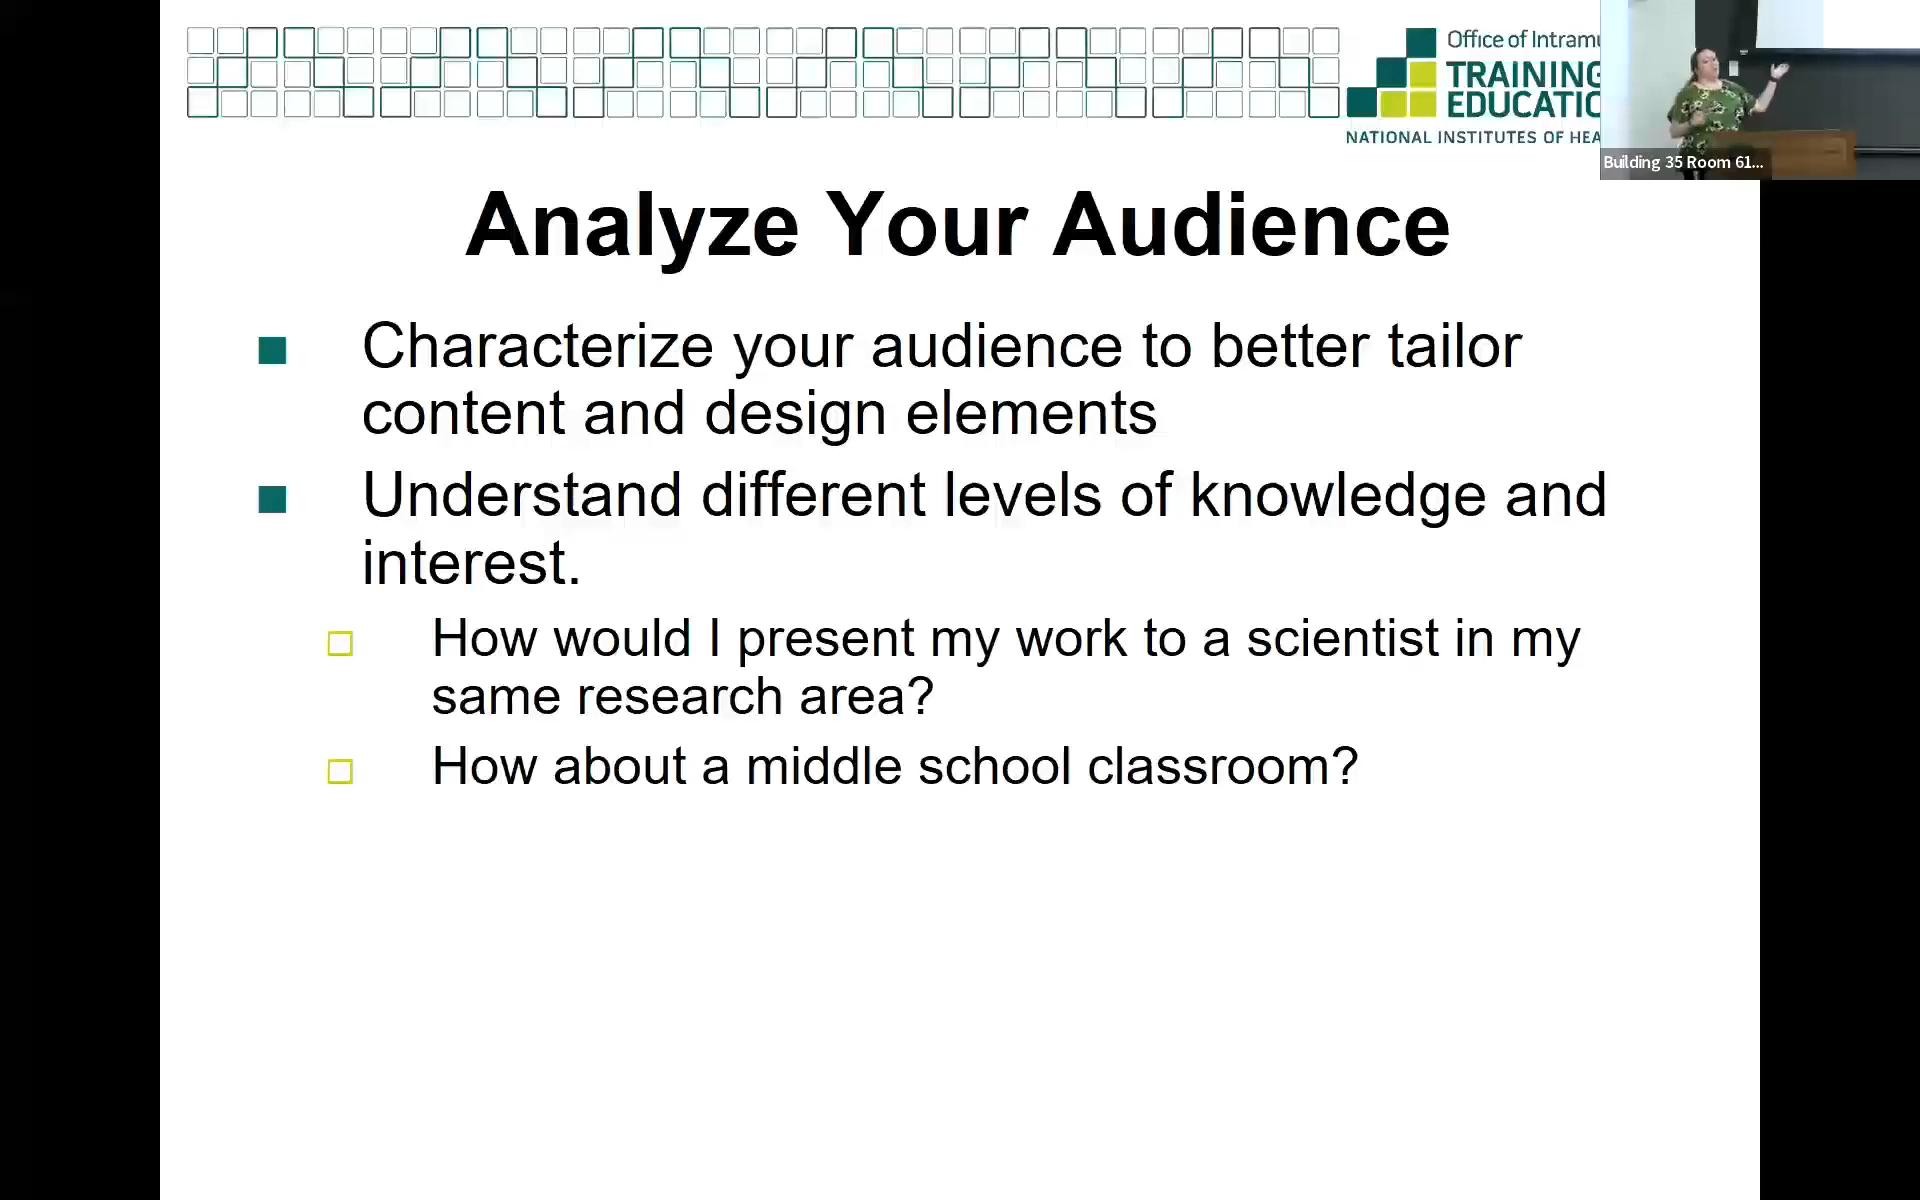 Office of Intramu
TRAINING
EDUCATIO
NATIONAL INSTITUTES OF HEA
Building 35 Room 61...
Analyze Your Audience
Characterize your audience to better tailor
content and design elements
Understand different levels of knowledge and
interest.
How would I present my work to a scientist in my
same research area?
How about a middle school classroom?